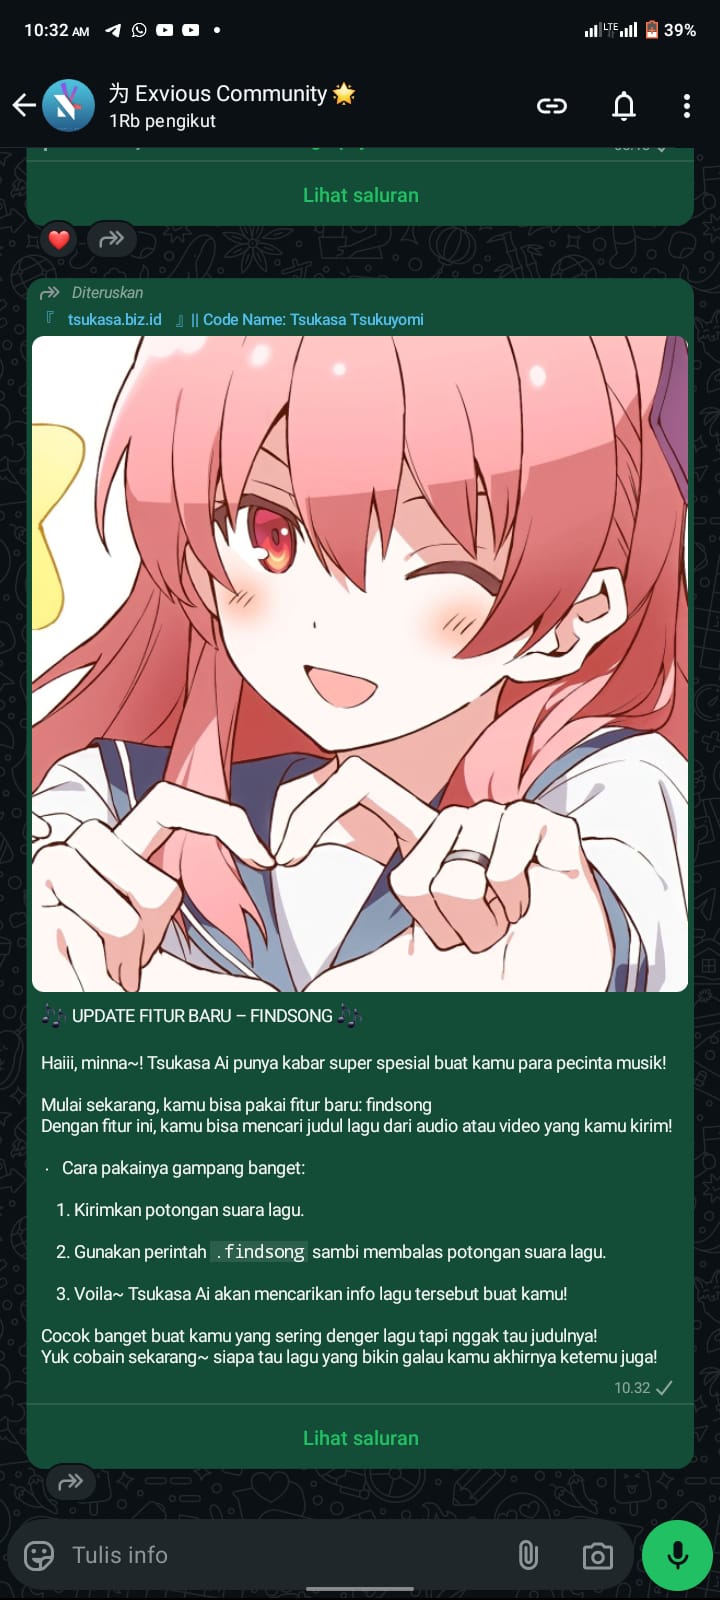 10:32 AM
LTE
39%
为 Exvious Community 🌟
1Rb pengikut
Lihat saluran
Diteruskan
『 tsukasa.biz.id 』|| Code Name: Tsukasa Tsukuyomi
🎶 UPDATE FITUR BARU – FINDSONG 🎶
Haiii, minna~! Tsukasa Ai punya kabar super spesial buat kamu para pecinta musik!
Mulai sekarang, kamu bisa pakai fitur baru: findsong
Dengan fitur ini, kamu bisa mencari judul lagu dari audio atau video yang kamu kirim!
· Cara pakainya gampang banget:
1. Kirimkan potongan suara lagu.
2. Gunakan perintah .findsong sambi membalas potongan suara lagu.
3. Voila~ Tsukasa Ai akan mencarikan info lagu tersebut buat kamu!
Cocok banget buat kamu yang sering denger lagu tapi nggak tau judulnya!
Yuk cobain sekarang~ siapa tau lagu yang bikin galau kamu akhirnya ketemu juga!
10.32
Lihat saluran
Tulis info